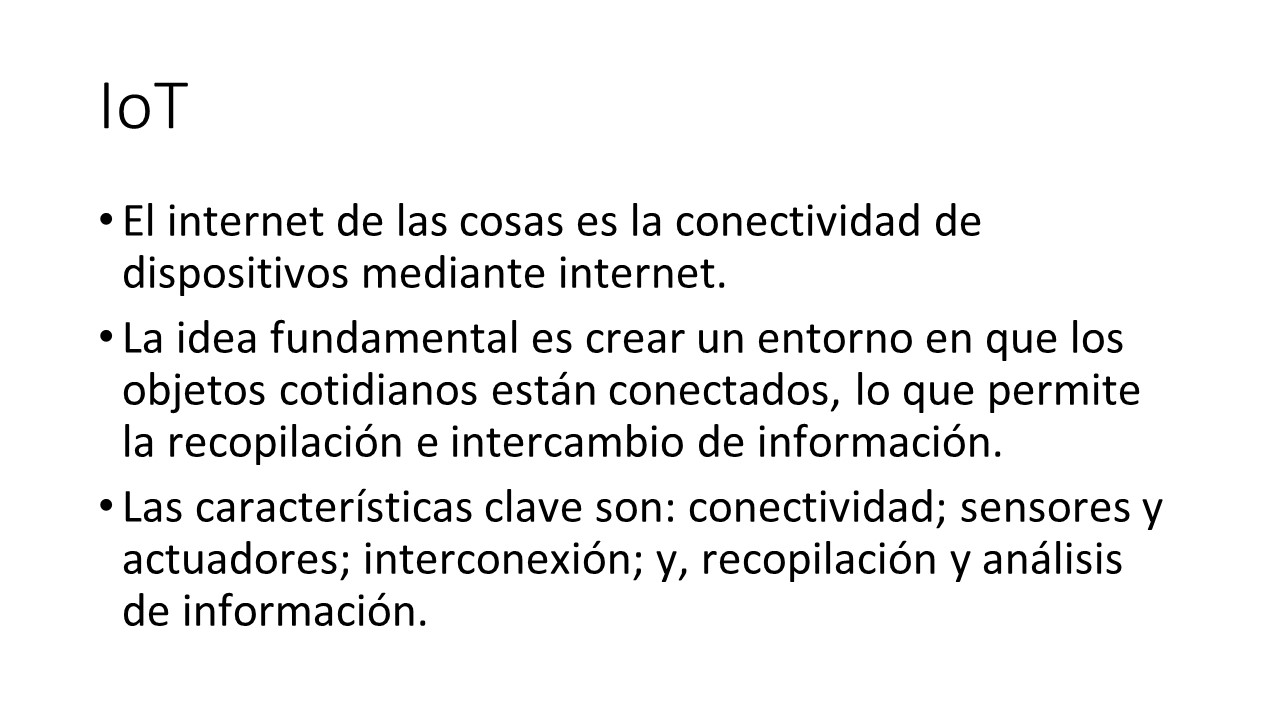 IoT
• El internet de las cosas es la conectividad de
dispositivos mediante internet.
• La idea fundamental es crear un entorno en que los
objetos cotidianos están conectados, lo que permite
la recopilación e intercambio de información.
• Las características clave son: conectividad; sensores y
actuadores; interconexión; y, recopilación y análisis
de información.